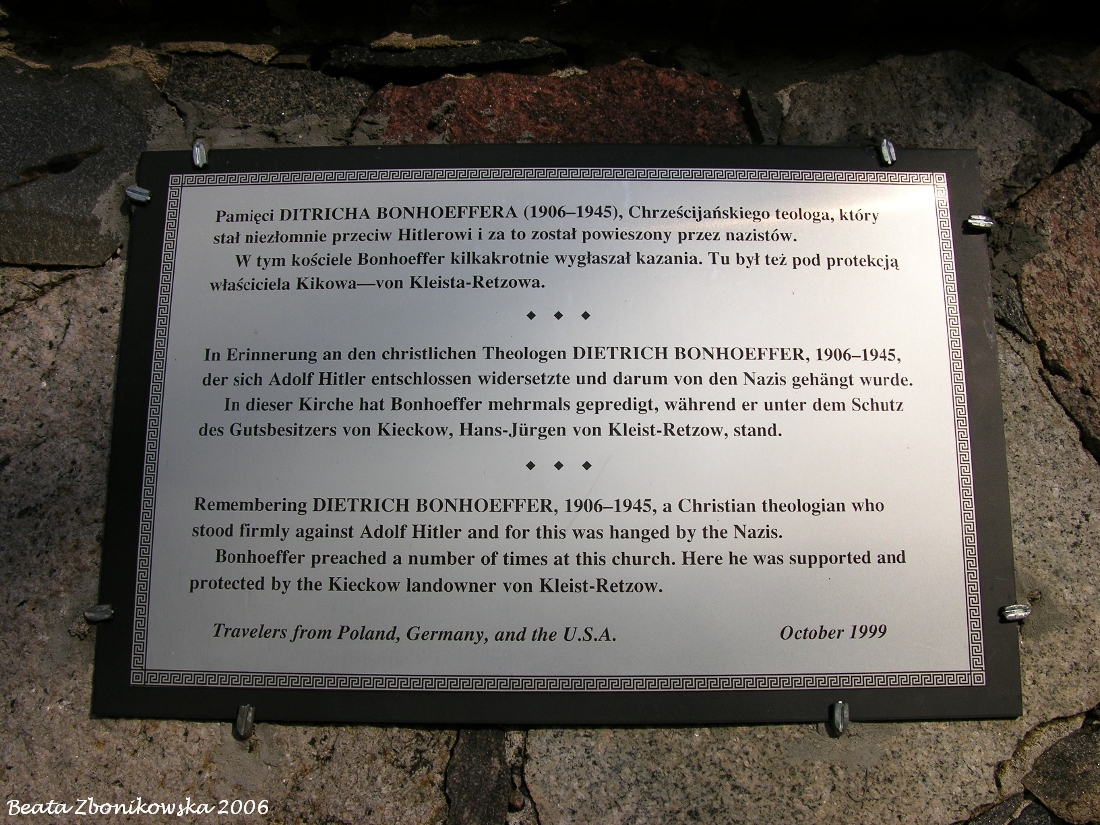 Pamięci DITRICHA BONHOEFFERA (1906–1945), Chrześcijańskiego teologa, który
stał niezłomnie przeciw Hitlerowi i za to został powieszony przez nazistów.
W tym kościele Bonhoeffer kilkakrotnie wygłaszał kazania. Tu był też pod protekcją
właściciela Kikowa—von Kleista-Retzowa.
In Erinnerung an den christlichen Theologen DIETRICH BONHOEFFER, 1906–1945,
der sich Adolf Hitler entschlossen widersetzte und darum von den Nazis gehängt wurde.
In dieser Kirche hat Bonhoeffer mehrmals gepredigt, während er unter dem Schutz
des Gutsbesitzers von Kieckow, Hans-Jürgen von Kleist-Retzow, stand.
Remembering DIETRICH BONHOEFFER, 1906–1945, a Christian theologian who
stood firmly against Adolf Hitler and for this was hanged by the Nazis.
Bonhoeffer preached a number of times at this church. Here he was supported and
protected by the Kieckow landowner von Kleist-Retzow.
Travelers from Poland, Germany, and the U.S.A. October 1999
Beata Zbonikowska 2006